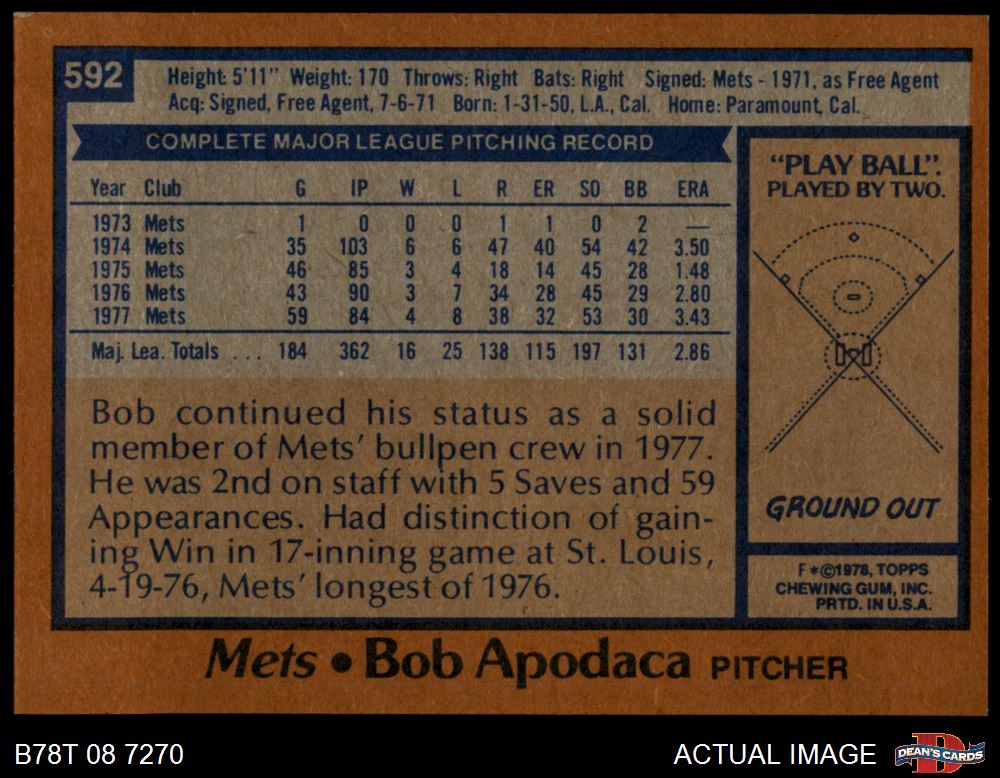 592
Height: 5'11" Weight: 170 Throws: Right Bats: Right Signed: Mets - 1971, as Free Agent
Acq: Signed, Free Agent, 7-6-71 Born: 1-31-50, L.A., Cal. Home: Paramount, Cal.
COMPLETE MAJOR LEAGUE PITCHING RECORD
Year Club G IP W L R ER SO BB ERA
1973 Mets 1 0 0 0 1 1 0 2 —
1974 Mets 35 103 6 6 47 40 54 42 3.50
1975 Mets 46 85 3 4 18 14 45 28 1.48
1976 Mets 43 90 3 7 34 28 45 29 2.80
1977 Mets 59 84 4 8 38 32 53 30 3.43
Maj. Lea. Totals . . . 184 362 16 25 138 115 197 131 2.86
Bob continued his status as a solid
member of Mets' bullpen crew in 1977.
He was 2nd on staff with 5 Saves and 59
Appearances. Had distinction of gain-
ing Win in 17-inning game at St. Louis,
4-19-76, Mets' longest of 1976.
"PLAY BALL":
PLAYED BY TWO.
GROUND OUT
F*©1978, TOPPS
CHEWING GUM, INC.
PRTD. IN U.S.A.
Mets • Bob Apodaca PITCHER
B78T 08 7270
ACTUAL IMAGE
DEAN'S CARDS